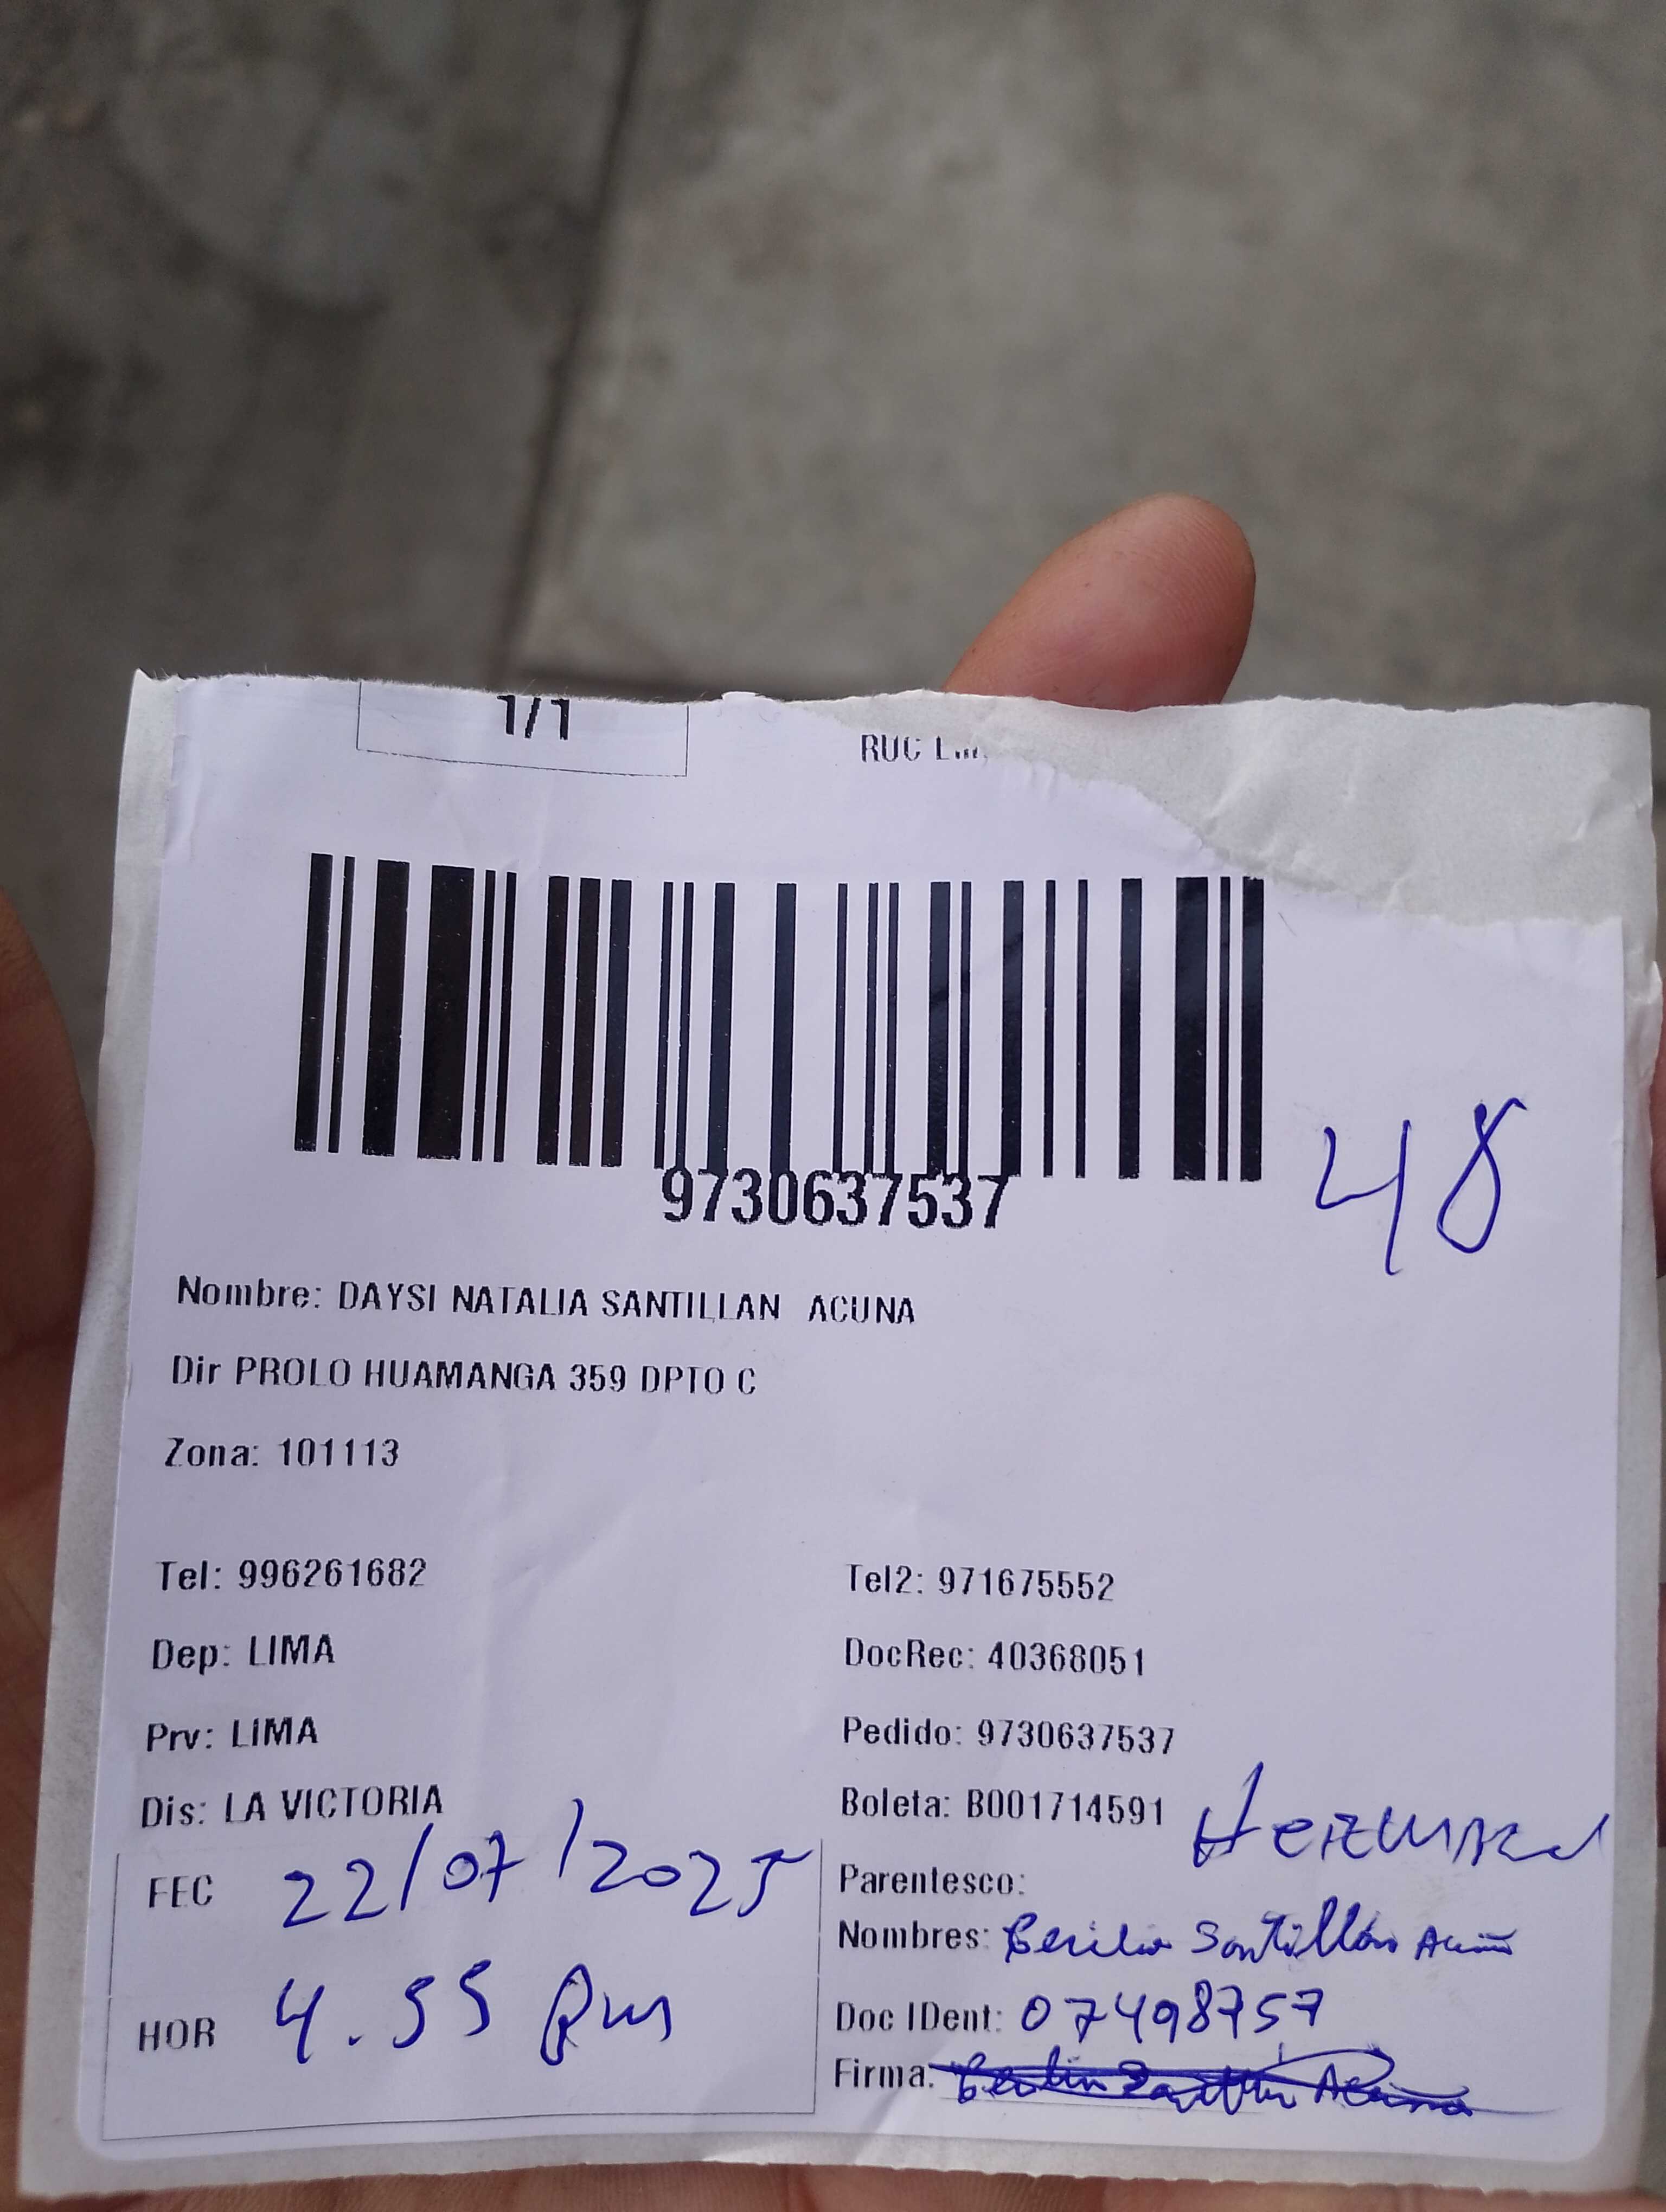 1/1
RUC
9730637537
48
Nombre: DAYSI NATALIA SANTILLAN ACUNA
Dir PROLO HUAMANGA 359 DPTO C
Zona: 101113
Tel: 996261682
Tel2: 971675552
Dep: LIMA
DocRec: 40368051
Prv: LIMA
Pedido: 9730637537
Dis: LA VICTORIA
Boleta: B001714591
FEC 22/07/2025
Parentesco:
Nombres: Santillán
HOR 4.55 pm
Doc IDent: 07498757
Firma: